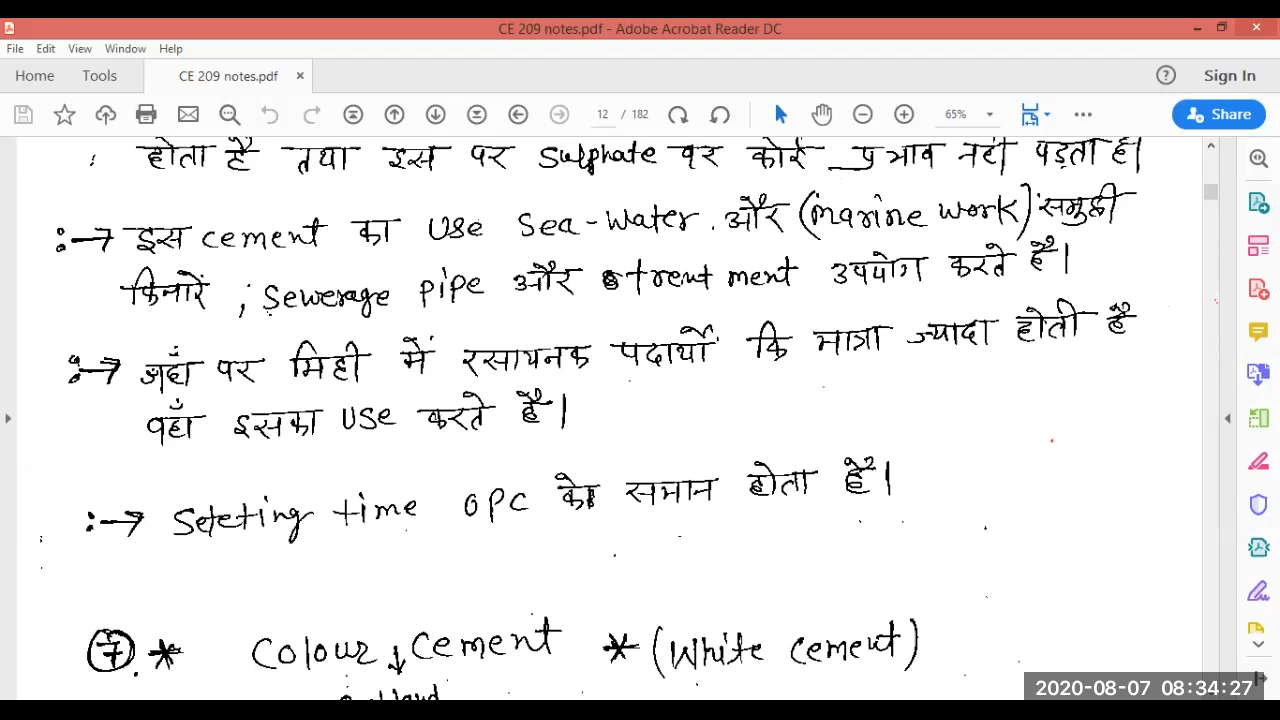 CE 209 notes.pdf - Adobe Acrobat Reader DC
File Edit View Window Help
Home Tools CE 209 notes.pdf × Sign In
12 / 182 65% Share
होता है तथा इस पर Sulphate वर कोई प्रभाव नहीं पड़ता है।
:→ इस cement का use Sea-water. और (marine work) समुद्री
किनारें ; Sewerage pipe और treatment उपयोग करते है।
:→ जहाँ पर मिट्टी में रसायनक पदार्थो कि मात्रा ज्यादा होती है
वहाँ इसका use करते है।
:→ Seteting time OPC के समान होता है।
7. * Colour ↓ Cement * (White cement)
2020-08-07 08:34:27